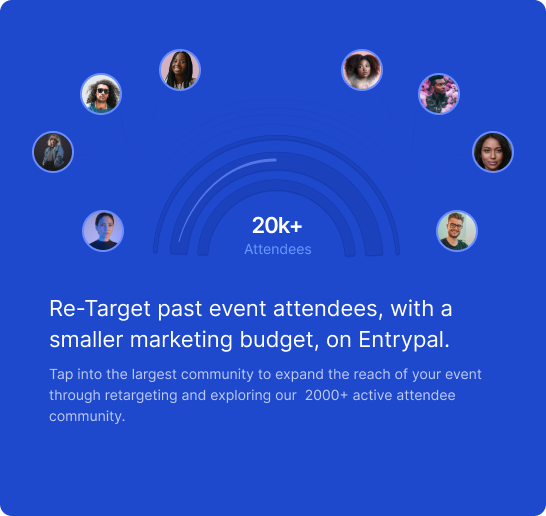 20k+
Attendees
Re-Target past event attendees, with a
smaller marketing budget, on Entrypal.
Tap into the largest community to expand the reach of your event
through retargeting and exploring our  2000+ active attendee
community.